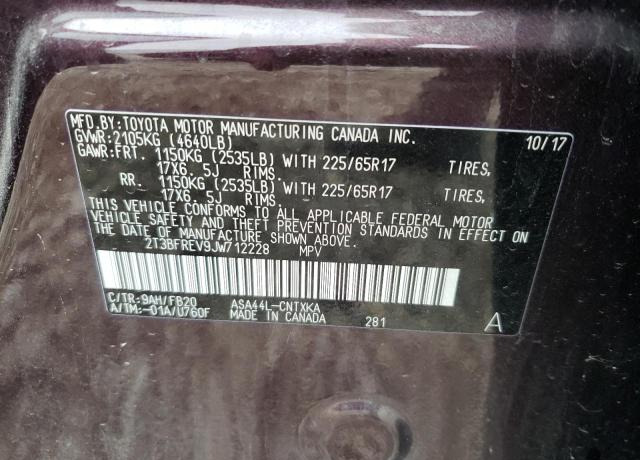 MFD.BY:TOYOTA MOTOR MANUFACTURING CANADA INC.
10/17
GVWR:2105KG (4640LB)
GAWR:FRT. 1150KG (2535LB) WITH 225/65R17 TIRES,
17X6. 5J RIMS.
RR. 1150KG (2535LB) WITH 225/65R17 TIRES,
17X6. 5J RIMS.
THIS VEHICLE CONFORMS TO ALL APPLICABLE FEDERAL MOTOR
VEHICLE SAFETY AND THEFT PREVENTION STANDARDS IN EFFECT ON
THE DATE OF MANUFACTURE SHOWN ABOVE.
2T3BFREV9JW712228 MPV
C/TR:9AH/FB20 ASA44L-CNTXKA
A/TM:-01A/U760F MADE IN CANADA 281 A